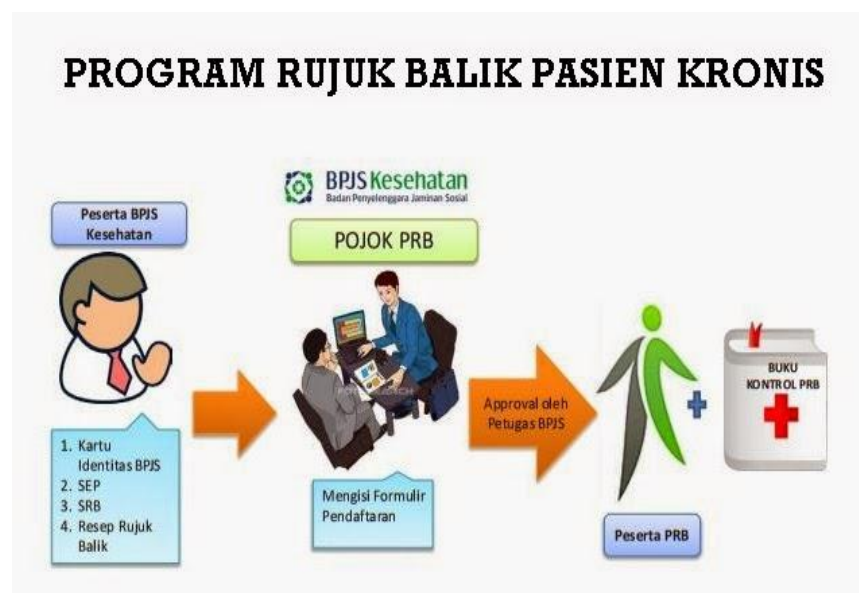 PROGRAM RUJUK BALIK PASIEN KRONIS
BPJS Kesehatan
Badan Penyelenggara Jaminan Sosial
Peserta BPJS
Kesehatan
POJOK PRB
1. Kartu
Identitas BPJS
2. SEP
3. SRB
4. Resep Rujuk
Balik
Mengisi Formulir
Pendaftaran
Approval oleh
Petugas BPJS
BUKU
KONTROL PRB
Peserta PRB